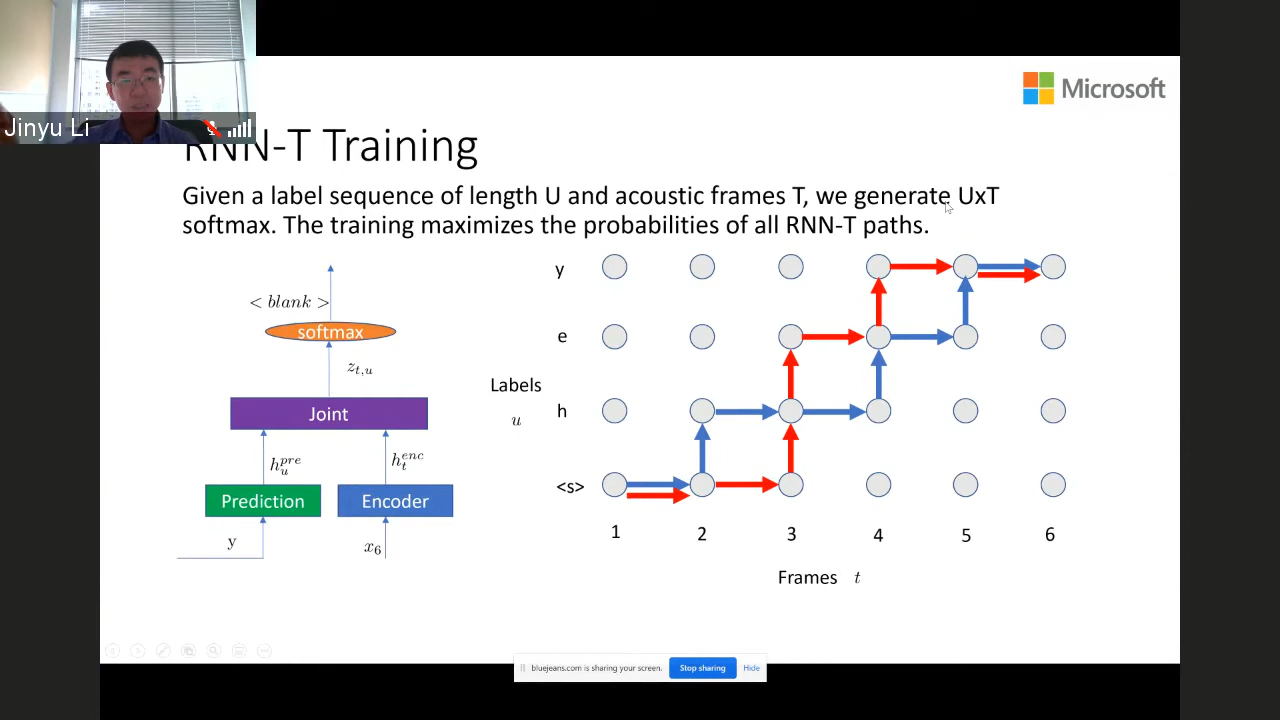 Jinyu Li
Microsoft
RNN-T Training
Given a label sequence of length U and acoustic frames T, we generate UxT
softmax. The training maximizes the probabilities of all RNN-T paths.
< blank >
softmax
z_{t,u}
Joint
h_u^{pre}
h_t^{enc}
Prediction
Encoder
y
x_6
y
e
Labels
u
h
<s>
1 2 3 4 5 6
Frames t
bluejeans.com is sharing your screen. Stop sharing Hide